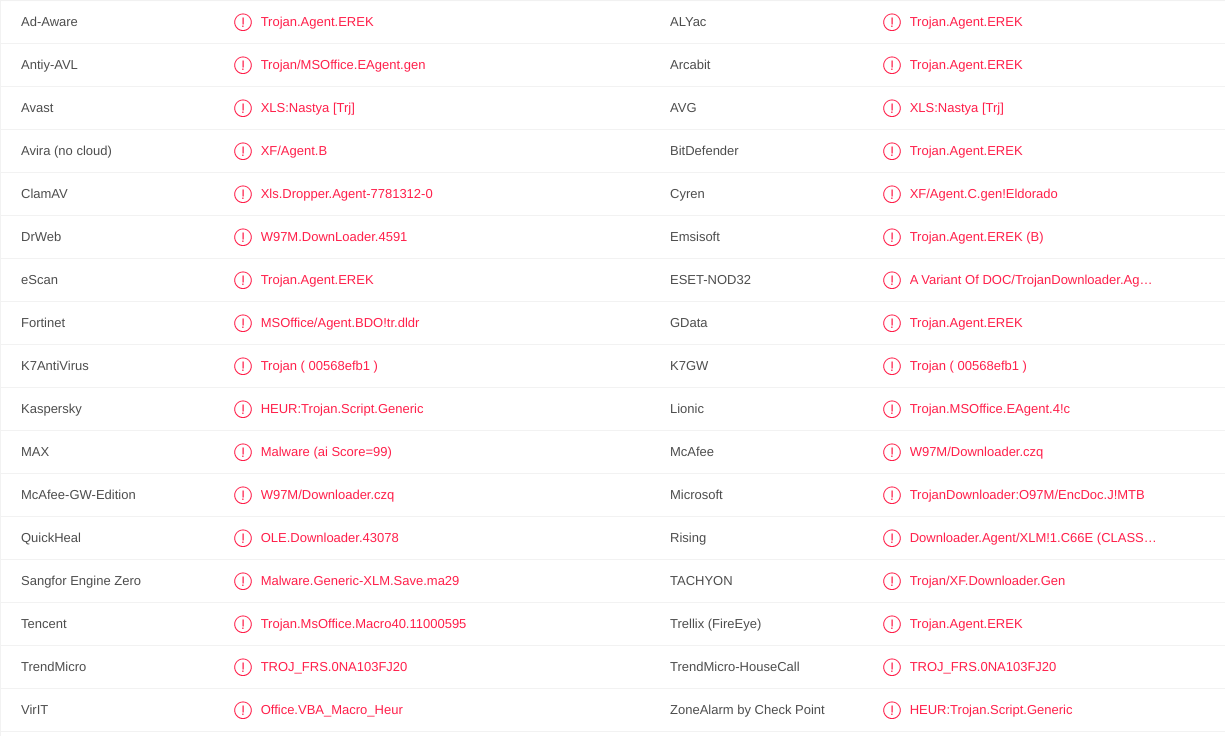 Ad-Aware Trojan.Agent.EREK ALYac Trojan.Agent.EREK
Antiy-AVL Trojan/MSOffice.EAgent.gen Arcabit Trojan.Agent.EREK
Avast XLS:Nastya [Trj] AVG XLS:Nastya [Trj]
Avira (no cloud) XF/Agent.B BitDefender Trojan.Agent.EREK
ClamAV Xls.Dropper.Agent-7781312-0 Cyren XF/Agent.C.gen!Eldorado
DrWeb W97M.DownLoader.4591 Emsisoft Trojan.Agent.EREK (B)
eScan Trojan.Agent.EREK ESET-NOD32 A Variant Of DOC/TrojanDownloader.Ag…
Fortinet MSOffice/Agent.BDO!tr.dldr GData Trojan.Agent.EREK
K7AntiVirus Trojan ( 00568efb1 ) K7GW Trojan ( 00568efb1 )
Kaspersky HEUR:Trojan.Script.Generic Lionic Trojan.MSOffice.EAgent.4!c
MAX Malware (ai Score=99) McAfee W97M/Downloader.czq
McAfee-GW-Edition W97M/Downloader.czq Microsoft TrojanDownloader:O97M/EncDoc.J!MTB
QuickHeal OLE.Downloader.43078 Rising Downloader.Agent/XLM!1.C66E (CLASS…
Sangfor Engine Zero Malware.Generic-XLM.Save.ma29 TACHYON Trojan/XF.Downloader.Gen
Tencent Trojan.MsOffice.Macro40.11000595 Trellix (FireEye) Trojan.Agent.EREK
TrendMicro TROJ_FRS.0NA103FJ20 TrendMicro-HouseCall TROJ_FRS.0NA103FJ20
VirIT Office.VBA_Macro_Heur ZoneAlarm by Check Point HEUR:Trojan.Script.Generic